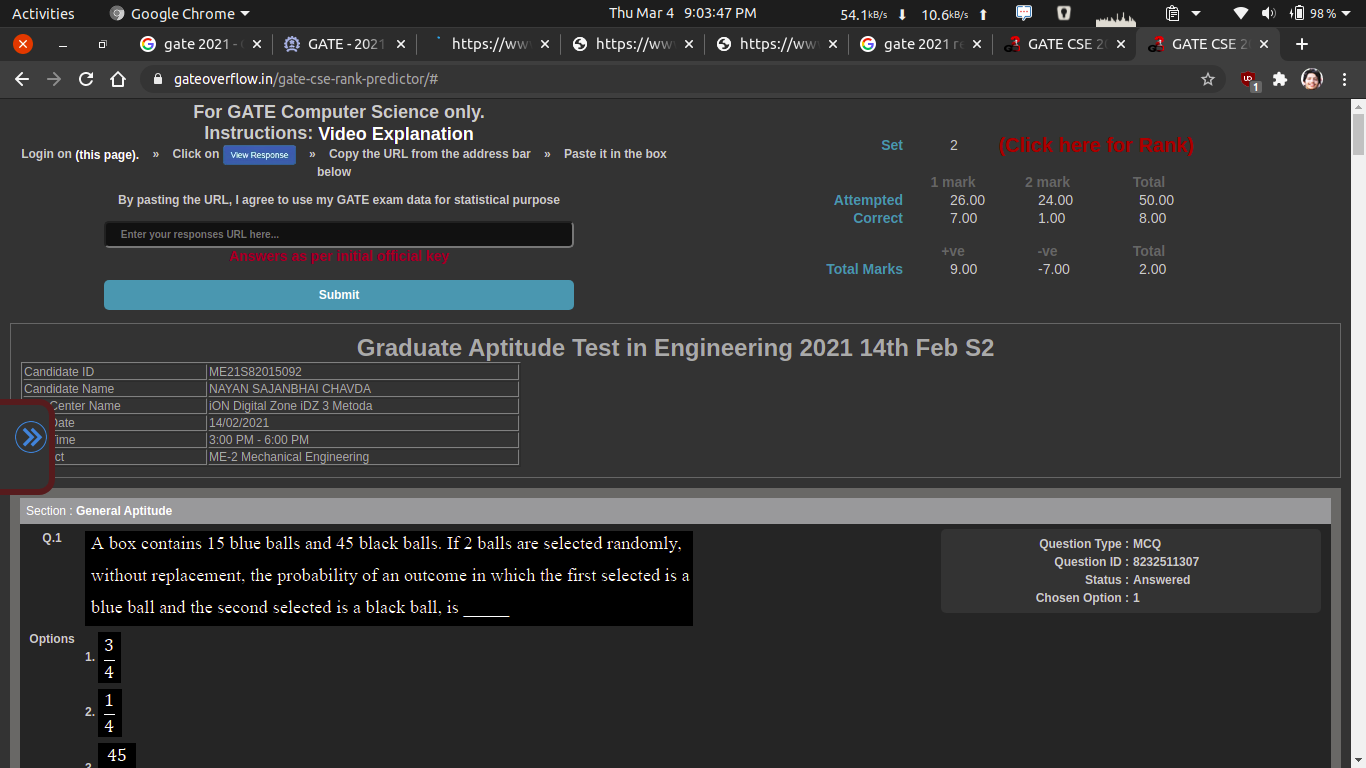 Activities Google Chrome Thu Mar 4 9:03:47 PM 54.1kB/s 10.6kB/s 98 %
gate 2021 - GATE - 2021 https://ww https://ww https://ww gate 2021 re GATE CSE 2 GATE CSE 2
gateoverflow.in/gate-cse-rank-predictor/# 1
For GATE Computer Science only.
Instructions: Video Explanation
Login on (this page). » Click on View Response » Copy the URL from the address bar » Paste it in the box
below
By pasting the URL, I agree to use my GATE exam data for statistical purpose
Enter your responses URL here...
Answers as per initial official key
Submit
Set 2 (Click here for Rank)
1 mark 2 mark Total
Attempted 26.00 24.00 50.00
Correct 7.00 1.00 8.00
+ve -ve Total
Total Marks 9.00 -7.00 2.00
Graduate Aptitude Test in Engineering 2021 14th Feb S2
Candidate ID ME21S82015092
Candidate Name NAYAN SAJANBHAI CHAVDA
Center Name iON Digital Zone iDZ 3 Metoda
Date 14/02/2021
Time 3:00 PM - 6:00 PM
ct ME-2 Mechanical Engineering
Section : General Aptitude
Q.1 A box contains 15 blue balls and 45 black balls. If 2 balls are selected randomly,
without replacement, the probability of an outcome in which the first selected is a
blue ball and the second selected is a black ball, is ______
Question Type : MCQ
Question ID : 8232511307
Status : Answered
Chosen Option : 1
Options
1. 3/4
2. 1/4
3. 45